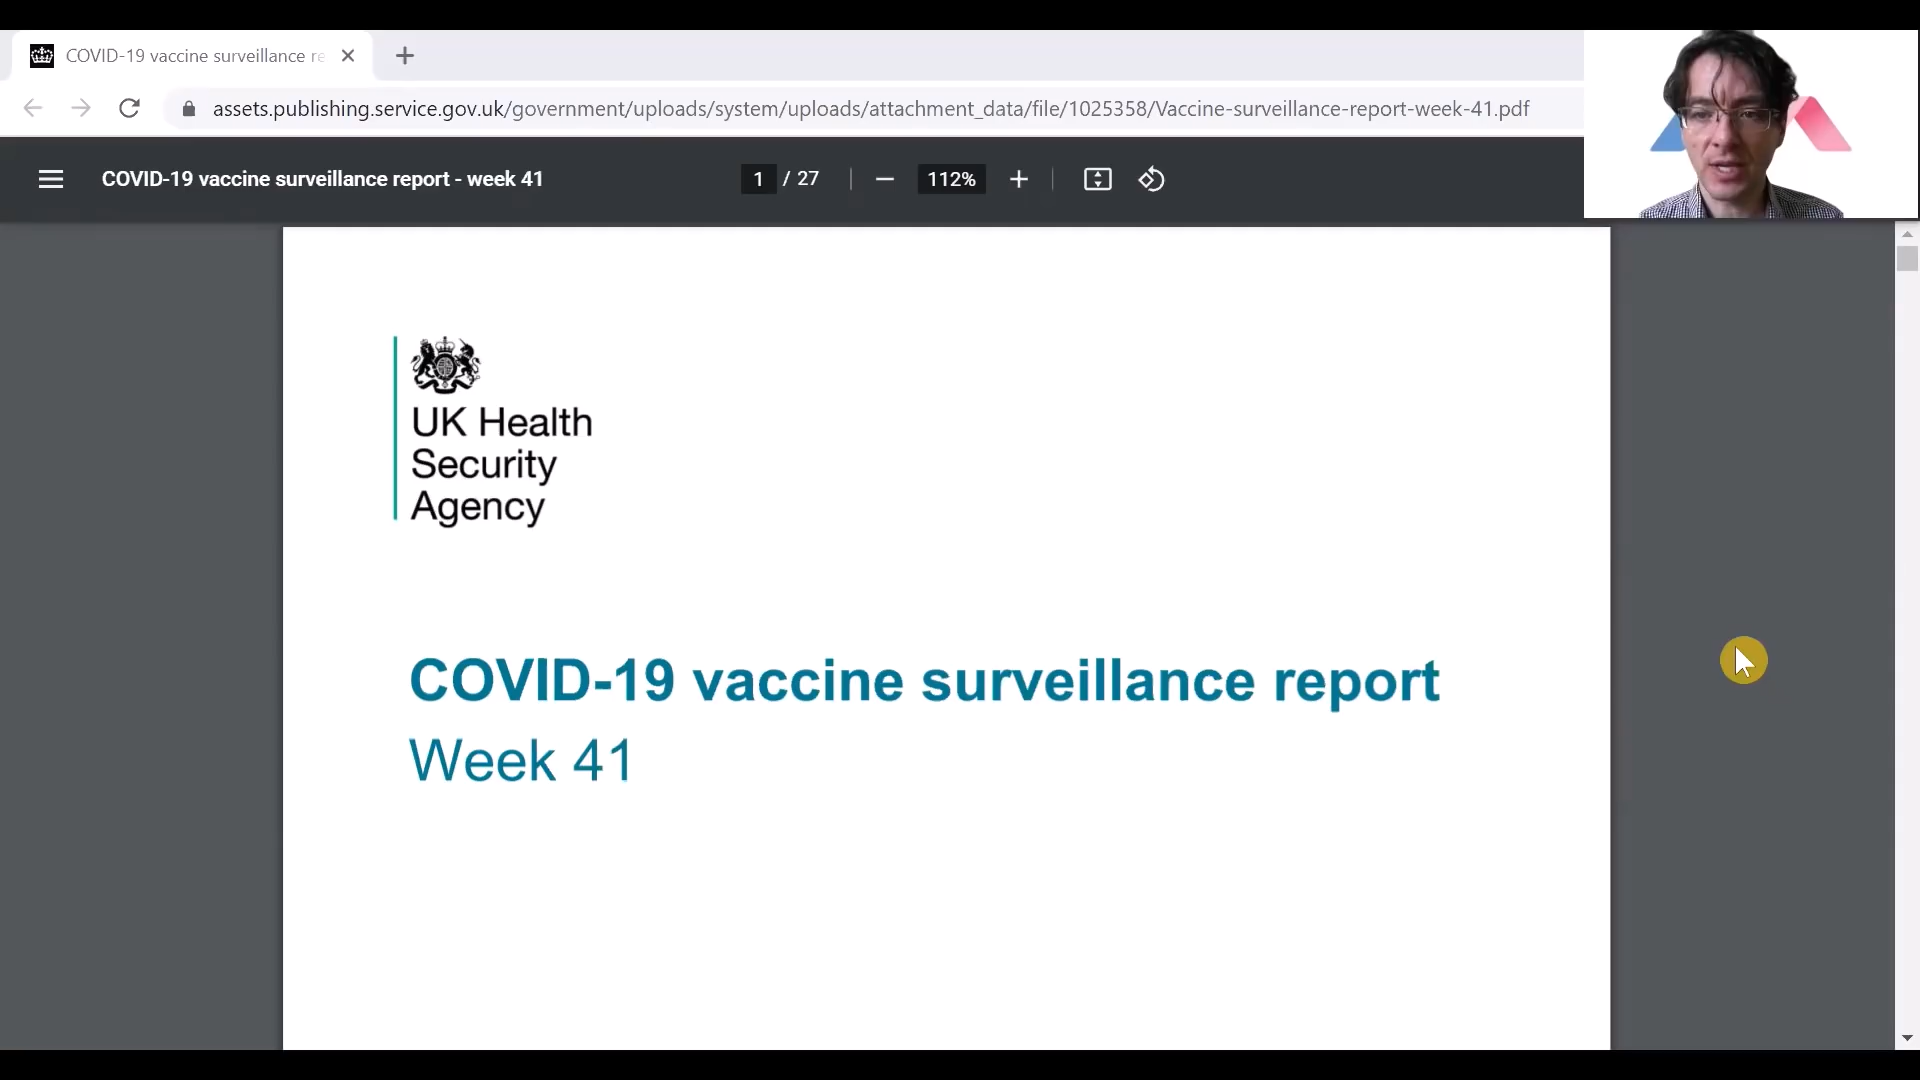 COVID-19 vaccine surveillance re
assets.publishing.service.gov.uk/government/uploads/system/uploads/attachment_data/file/1025358/Vaccine-surveillance-report-week-41.pdf
COVID-19 vaccine surveillance report - week 41
1 / 27
112%
UK Health
Security
Agency
COVID-19 vaccine surveillance report
Week 41